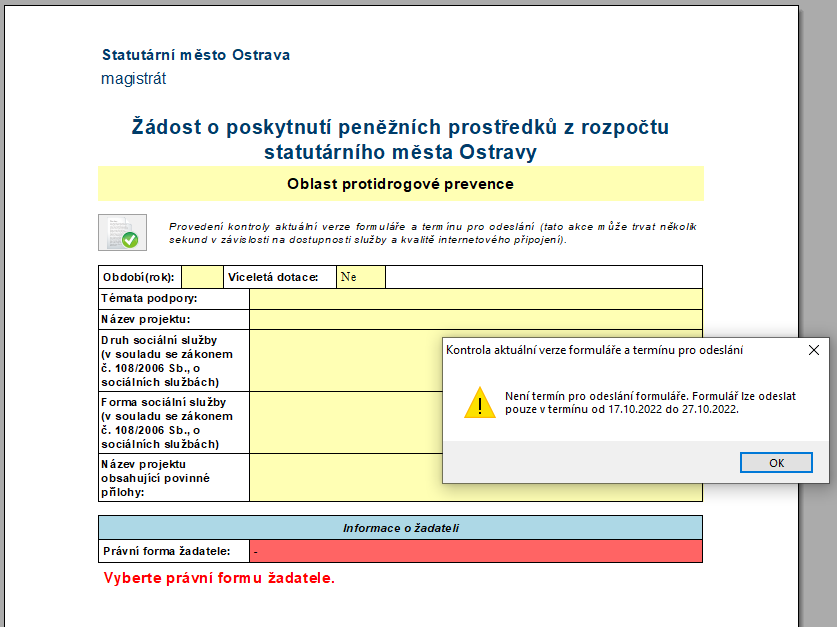 Statutární město Ostrava
magistrát
Žádost o poskytnutí peněžních prostředků z rozpočtu
statutárního města Ostravy
Oblast protidrogové prevence
Provedení kontroly aktuální verze formuláře a termínu pro odeslání (tato akce může trvat několik
sekund v závislosti na dostupnosti služby a kvalitě internetového připojení).
Období(rok): Víceletá dotace: Ne
Témata podpory:
Název projektu:
Druh sociální služby
(v souladu se zákonem
č. 108/2006 Sb., o
sociálních službách)
Forma sociální služby
(v souladu se zákonem
č. 108/2006 Sb., o
sociálních službách)
Název projektu
obsahující povinné
přílohy:
Kontrola aktuální verze formuláře a termínu pro odeslání
Není termín pro odeslání formuláře. Formulář lze odeslat
pouze v termínu od 17.10.2022 do 27.10.2022.
OK
Informace o žadateli
Právní forma žadatele: -
Vyberte právní formu žadatele.